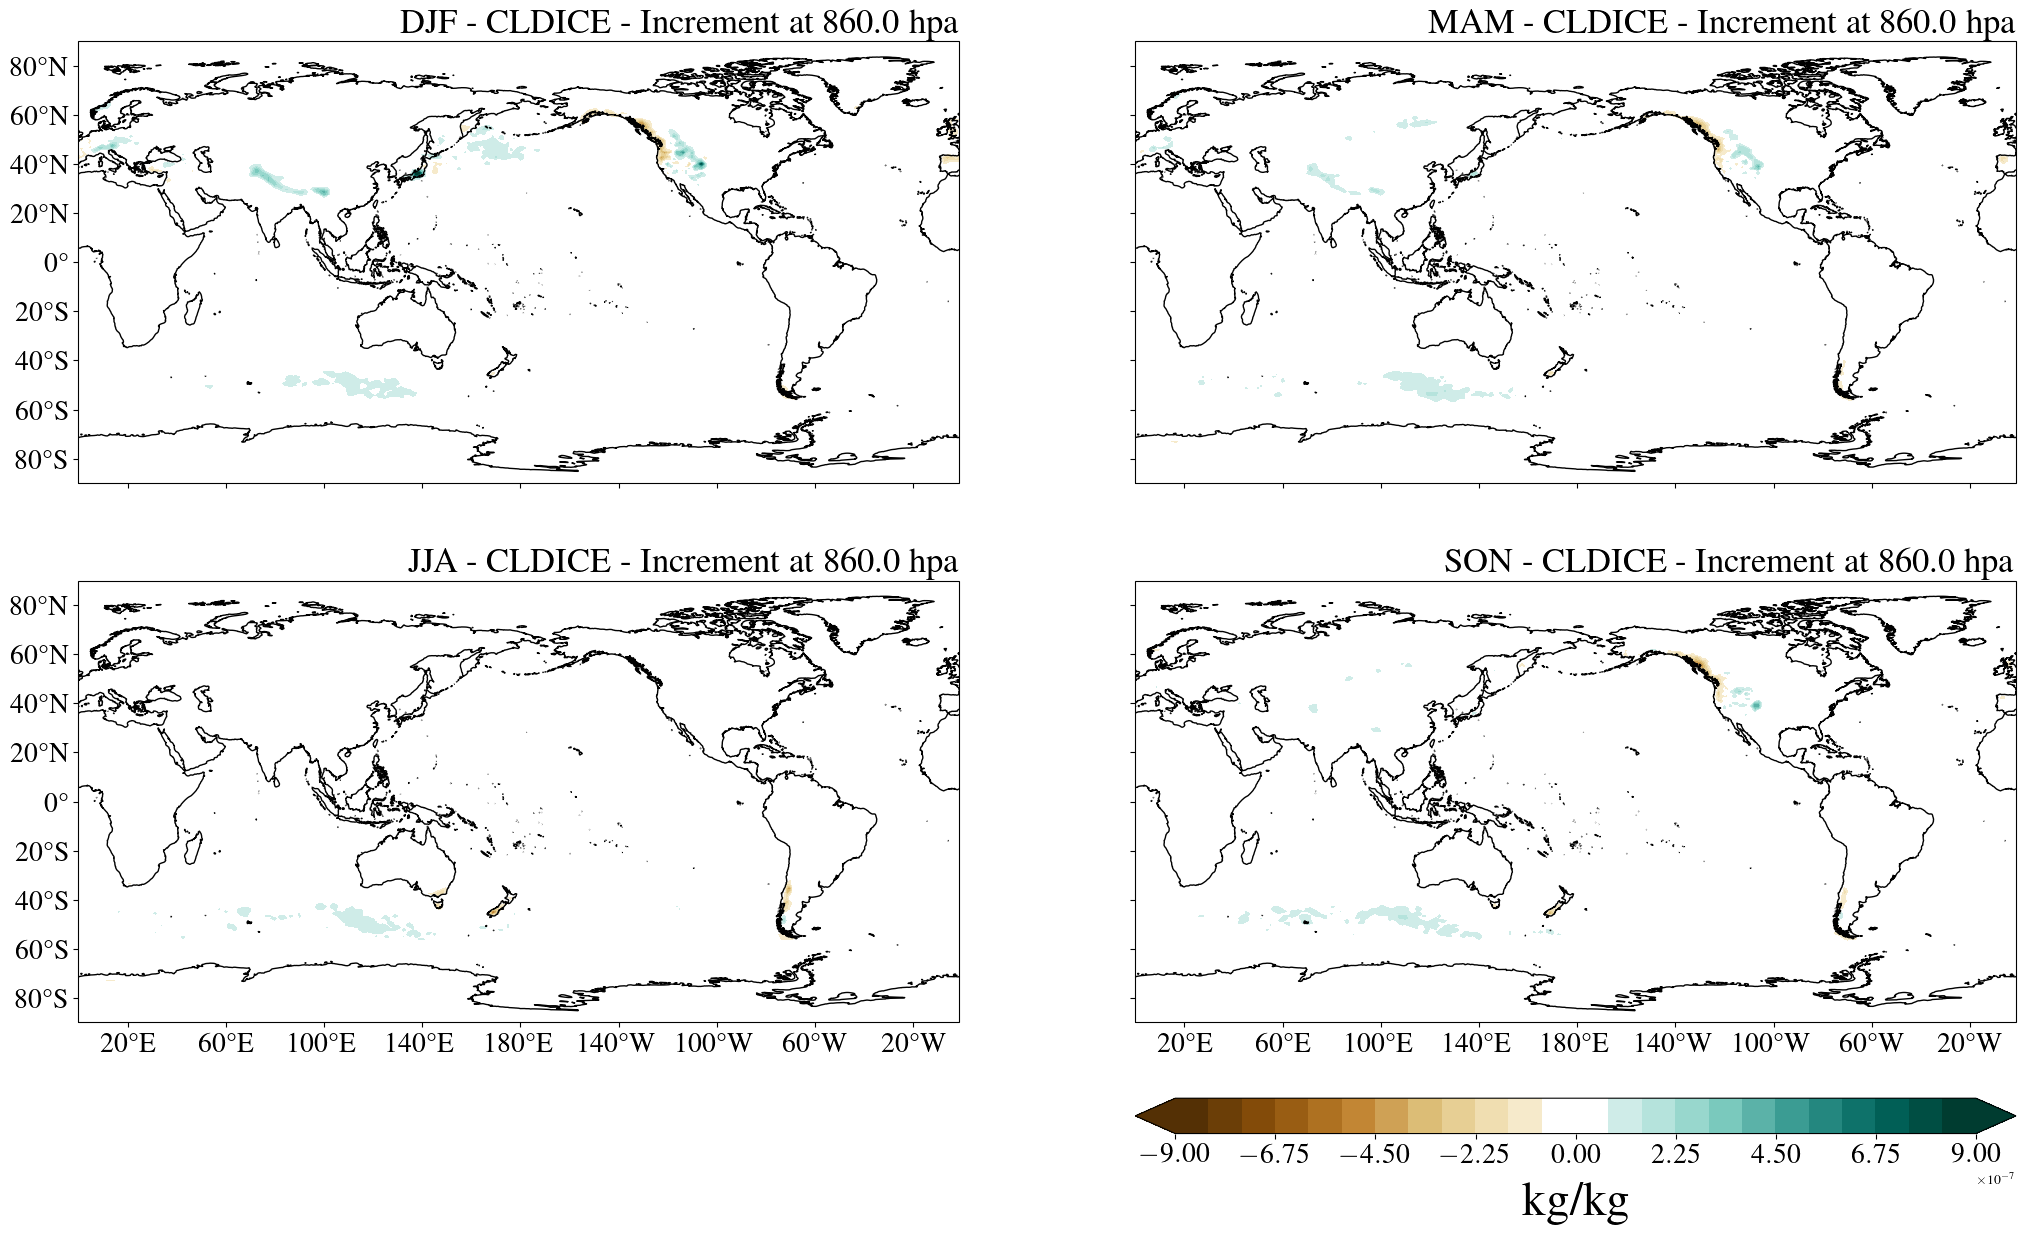 DJF - CLDICE - Increment at 860.0 hpa
MAM - CLDICE - Increment at 860.0 hpa
80°N
60°N
40°N
20°N
0°
20°S
40°S
60°S
80°S
JJA - CLDICE - Increment at 860.0 hpa
SON - CLDICE - Increment at 860.0 hpa
80°N
60°N
40°N
20°N
0°
20°S
40°S
60°S
80°S
20°E 60°E 100°E 140°E 180°E 140°W 100°W 60°W 20°W
20°E 60°E 100°E 140°E 180°E 140°W 100°W 60°W 20°W
−9.00 −6.75 −4.50 −2.25 0.00 2.25 4.50 6.75 9.00
×10⁻⁷
kg/kg